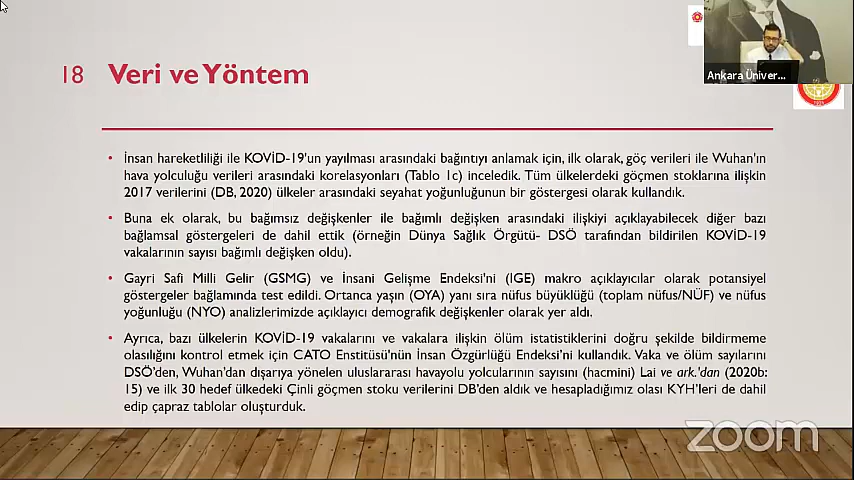 Ankara Üniver...
18 Veri ve Yöntem
• İnsan hareketliliği ile KOVİD-19'un yayılması arasındaki bağıntıyı anlamak için, ilk olarak, göç verileri ile Wuhan'ın
hava yolculuğu verileri arasındaki korelasyonları (Tablo 1c) inceledik. Tüm ülkelerdeki göçmen stoklarına ilişkin
2017 verilerini (DB, 2020) ülkeler arasındaki seyahat yoğunluğunun bir göstergesi olarak kullandık.
• Buna ek olarak, bu bağımsız değişkenler ile bağımlı değişken arasındaki ilişkiyi açıklayabilecek diğer bazı
bağlamsal göstergeleri de dahil ettik (örneğin Dünya Sağlık Örgütü- DSÖ tarafından bildirilen KOVİD-19
vakalarının sayısı bağımlı değişken oldu).
• Gayri Safi Milli Gelir (GSMG) ve İnsani Gelişme Endeksi'ni (IGE) makro açıklayıcılar olarak potansiyel
göstergeler bağlamında test edildi. Ortanca yaşın (OYA) yanı sıra nüfus büyüklüğü (toplam nüfus/NÜF) ve nüfus
yoğunluğu (NYO) analizlerimizde açıklayıcı demografik değişkenler olarak yer aldı.
• Ayrıca, bazı ülkelerin KOVİD-19 vakalarını ve vakalara ilişkin ölüm istatistiklerini doğru şekilde bildirmeme
olasılığını kontrol etmek için CATO Enstitüsü'nün İnsan Özgürlüğü Endeksi'ni kullandık. Vaka ve ölüm sayılarını
DSÖ'den, Wuhan'dan dışarıya yönelen uluslararası havayolu yolcularının sayısını (hacmini) Lai ve ark.'dan (2020b:
15) ve ilk 30 hedef ülkedeki Çinli göçmen stoku verilerini DB'den aldık ve hesapladığımız olası KYH'leri de dahil
edip çapraz tablolar oluşturduk.
zoom